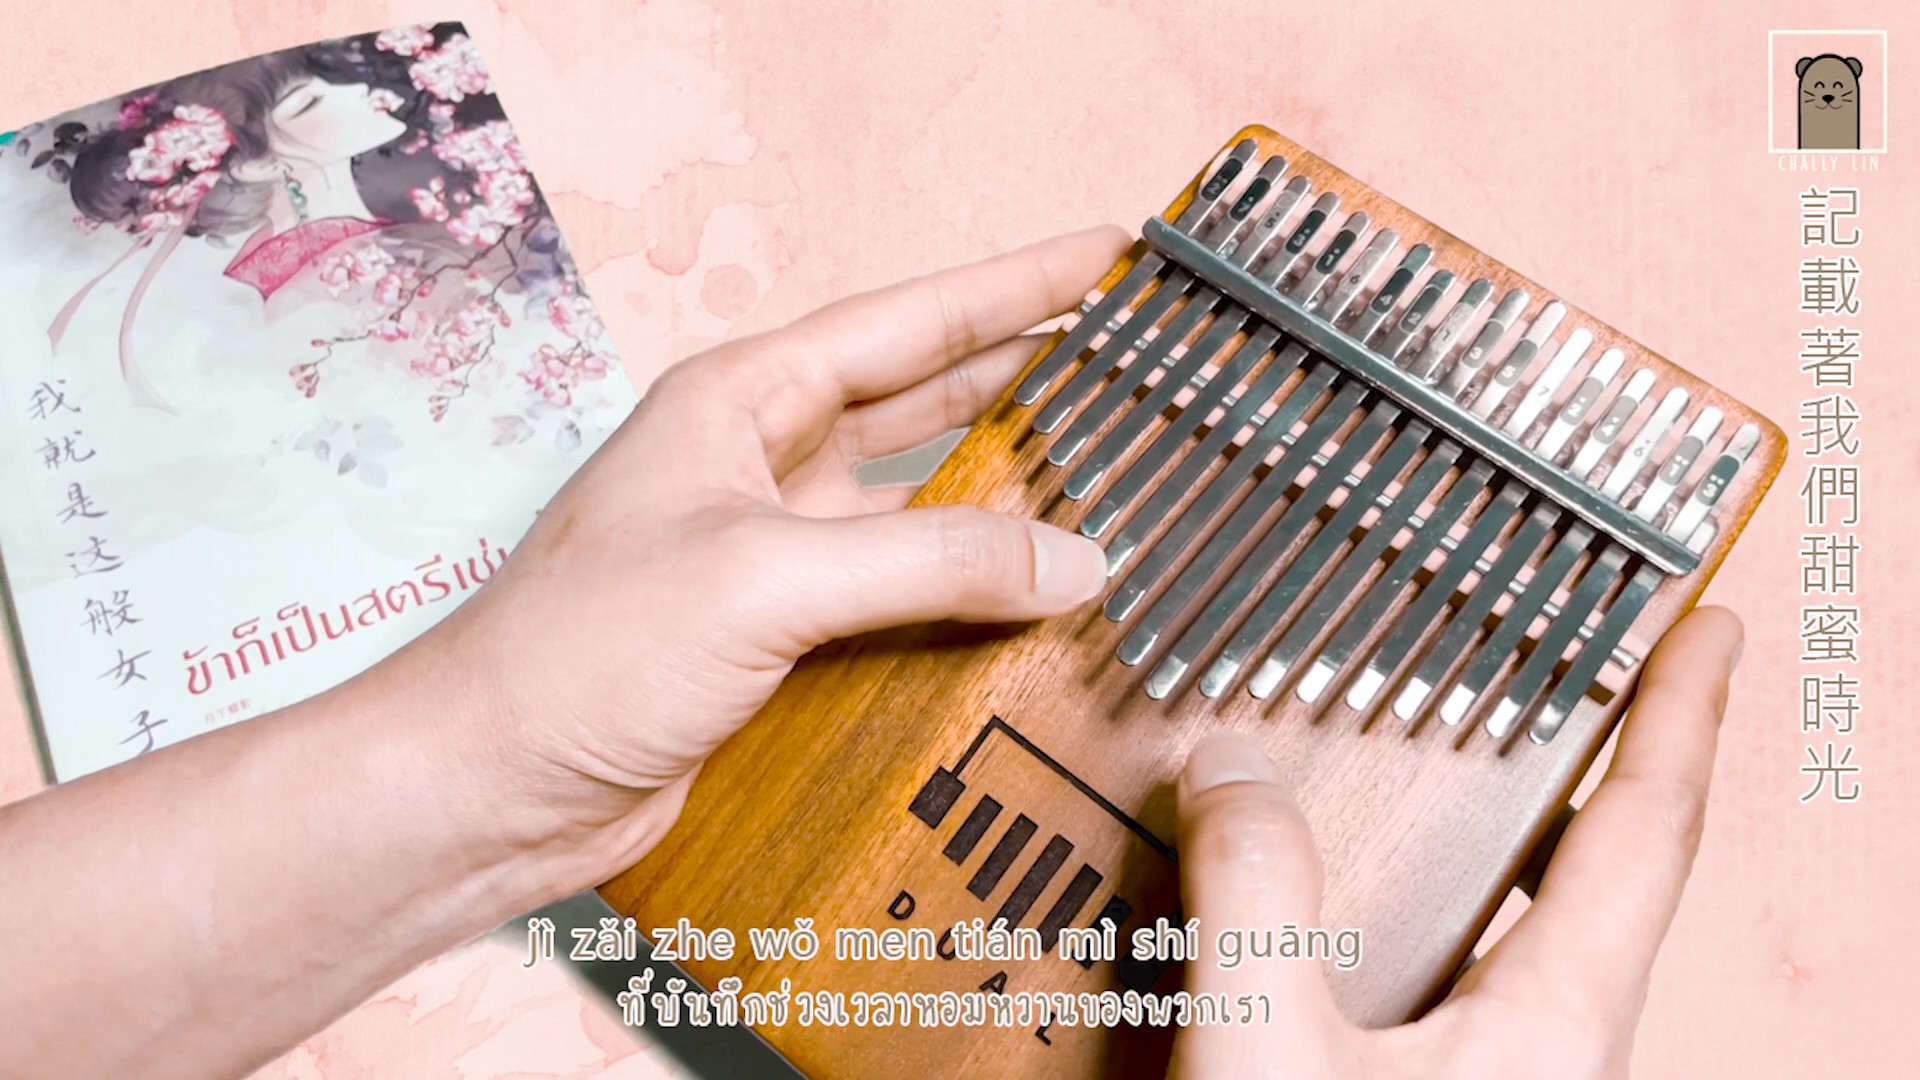 CHALLY LIN
記載著我們甜蜜時光
我就是这般女子
ข้าก็เป็นสตรีเช่
DUAL
jì zǎi zhe wǒ men tián mì shí guāng
ที่บันทึกช่วงเวลาหอมหวานของพวกเรา